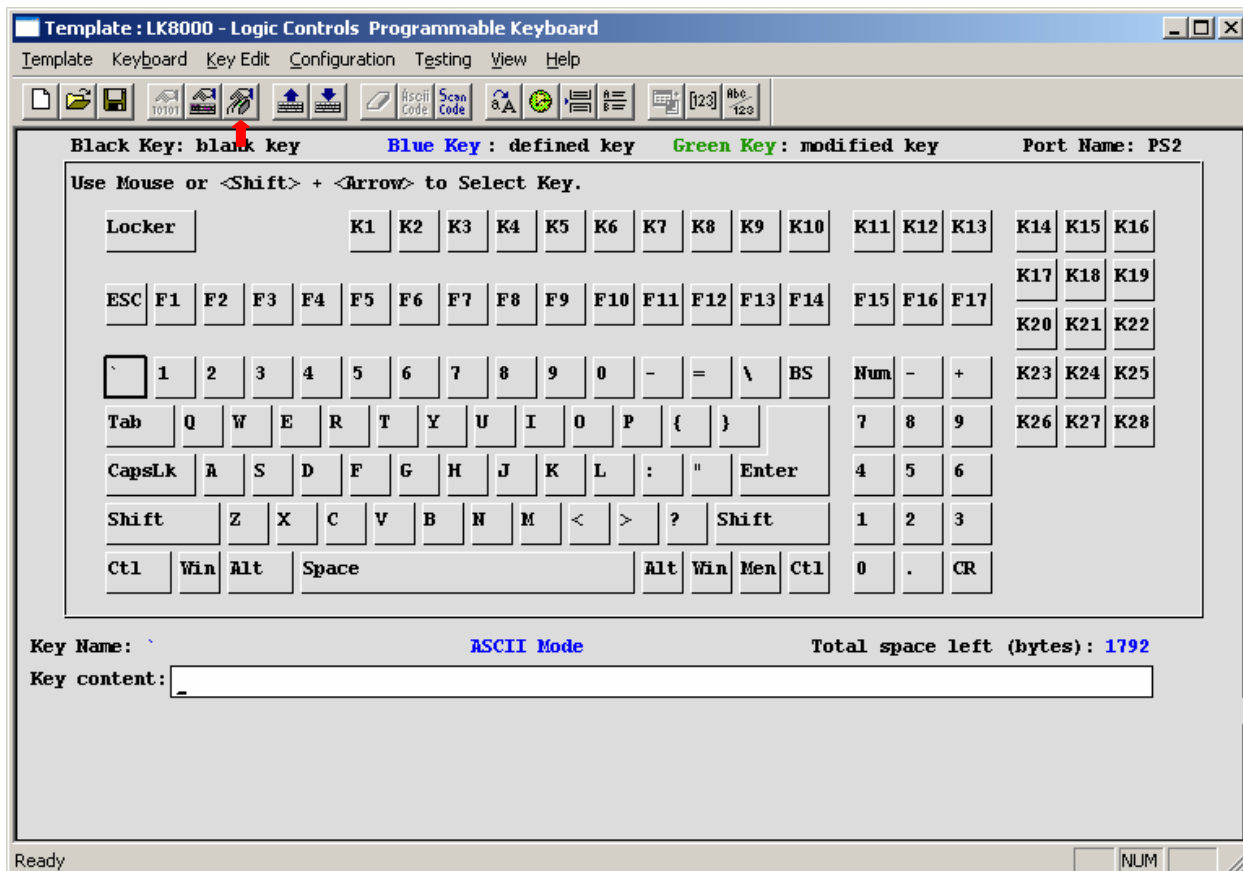 Template : LK8000 - Logic Controls Programmable Keyboard
Template Keyboard Key Edit Configuration Testing View Help
10101 Ascii Code Scan Code aA A= B= [123] Abc 123
Black Key: blank key Blue Key : defined key Green Key : modified key Port Name: PS2
Use Mouse or <Shift> + <Arrow> to Select Key.
Locker K1 K2 K3 K4 K5 K6 K7 K8 K9 K10 K11 K12 K13 K14 K15 K16
K17 K18 K19
ESC F1 F2 F3 F4 F5 F6 F7 F8 F9 F10 F11 F12 F13 F14 F15 F16 F17
K20 K21 K22
` 1 2 3 4 5 6 7 8 9 0 - = \ BS Num - + K23 K24 K25
Tab Q W E R T Y U I O P { } 7 8 9 K26 K27 K28
CapsLk A S D F G H J K L : " Enter 4 5 6
Shift Z X C V B N M < > ? Shift 1 2 3
Ctl Win Alt Space Alt Win Men Ctl 0 . CR
Key Name: ` ASCII Mode Total space left (bytes): 1792
Key content: _
Ready NUM